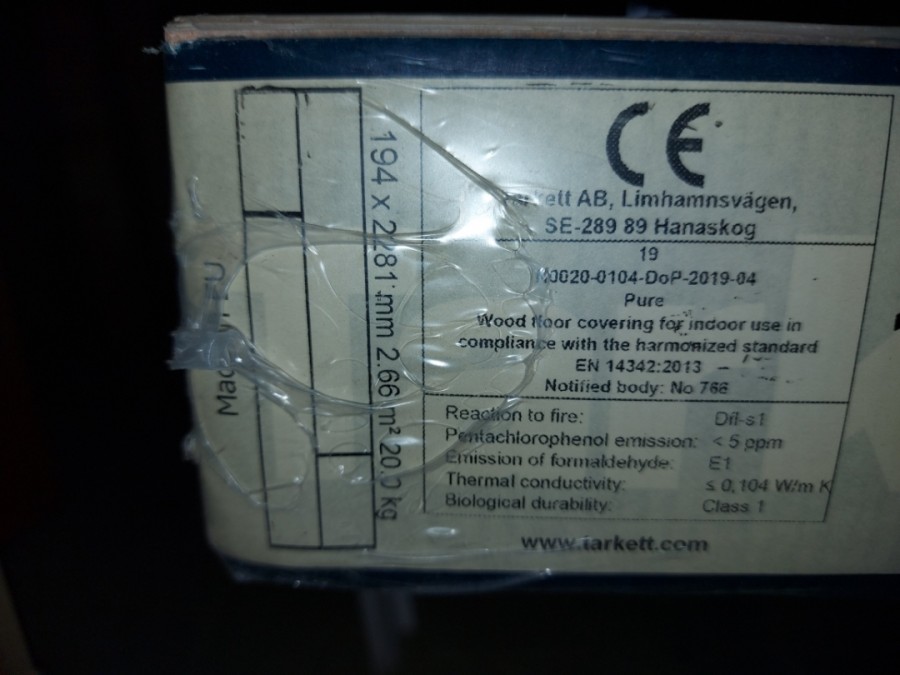 194 x 2281 mm 2.66 m² 20.0 kg
CE
AB, Limhamnsvägen,
SE-289 89 Hanaskog
19
0020-0104-DoP-2019-04
Pure
Wood floor covering for indoor use in
compliance with the harmonized standard
EN 14342:2013
Notified body: No 766
Reaction to fire: Dfl-s1
Pentachlorophenol emission: < 5 ppm
Emission of formaldehyde: E1
Thermal conductivity: ≤ 0,104 W/m K
Biological durability: Class 1
www.tarkett.com